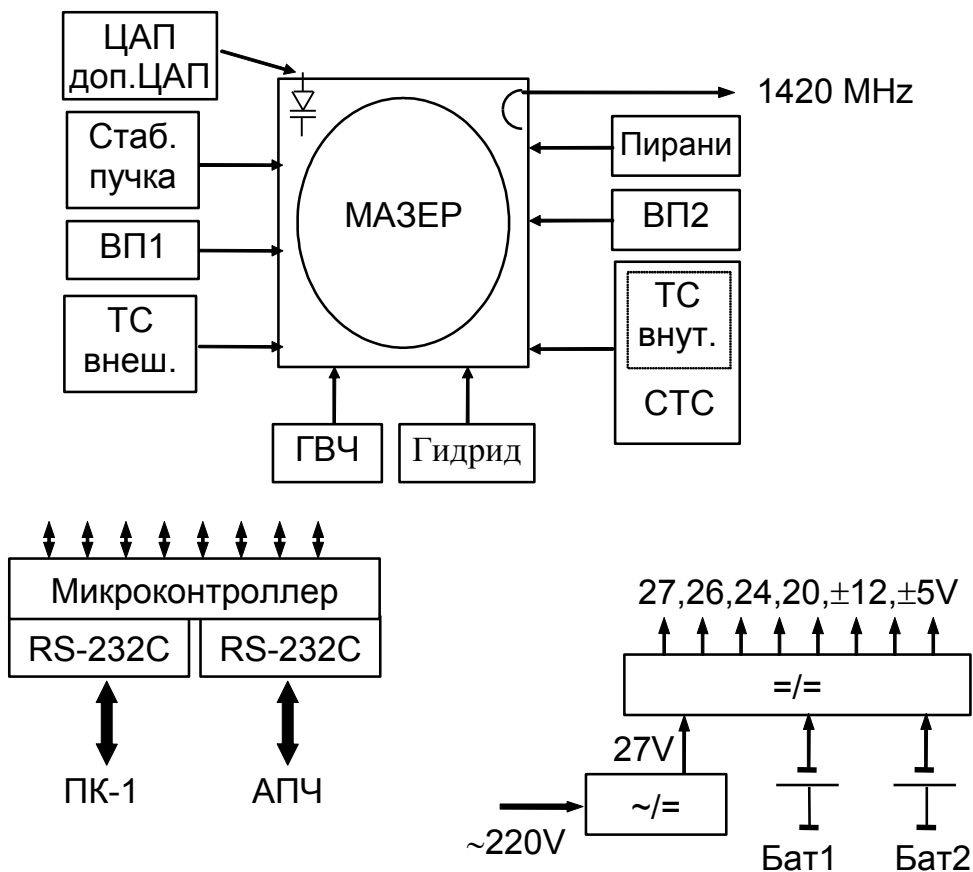 ЦАП
доп.ЦАП
1420 MHz
Стаб.
пучка
Пирани
МАЗЕР
ВП1
ВП2
ТС
внеш.
ТС
внут.
СТС
ГВЧ
Гидрид
Микроконтроллер
RS-232C
RS-232C
ПК-1
АПЧ
27,26,24,20,±12,±5V
=/=
27V
~/=
~220V
Бат1
Бат2